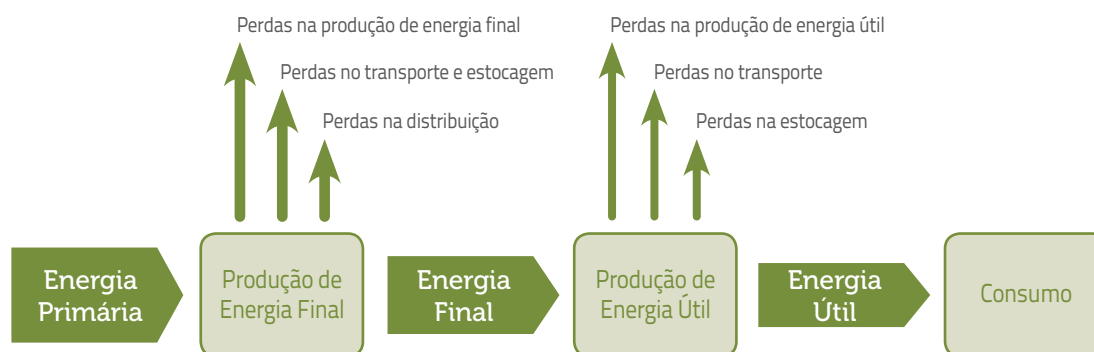 Perdas na produção de energia final
Perdas no transporte e estocagem
Perdas na distribuição
Perdas na produção de energia útil
Perdas no transporte
Perdas na estocagem
Energia
Primária
Produção de
Energia Final
Energia
Final
Produção de
Energia Útil
Energia
Útil
Consumo